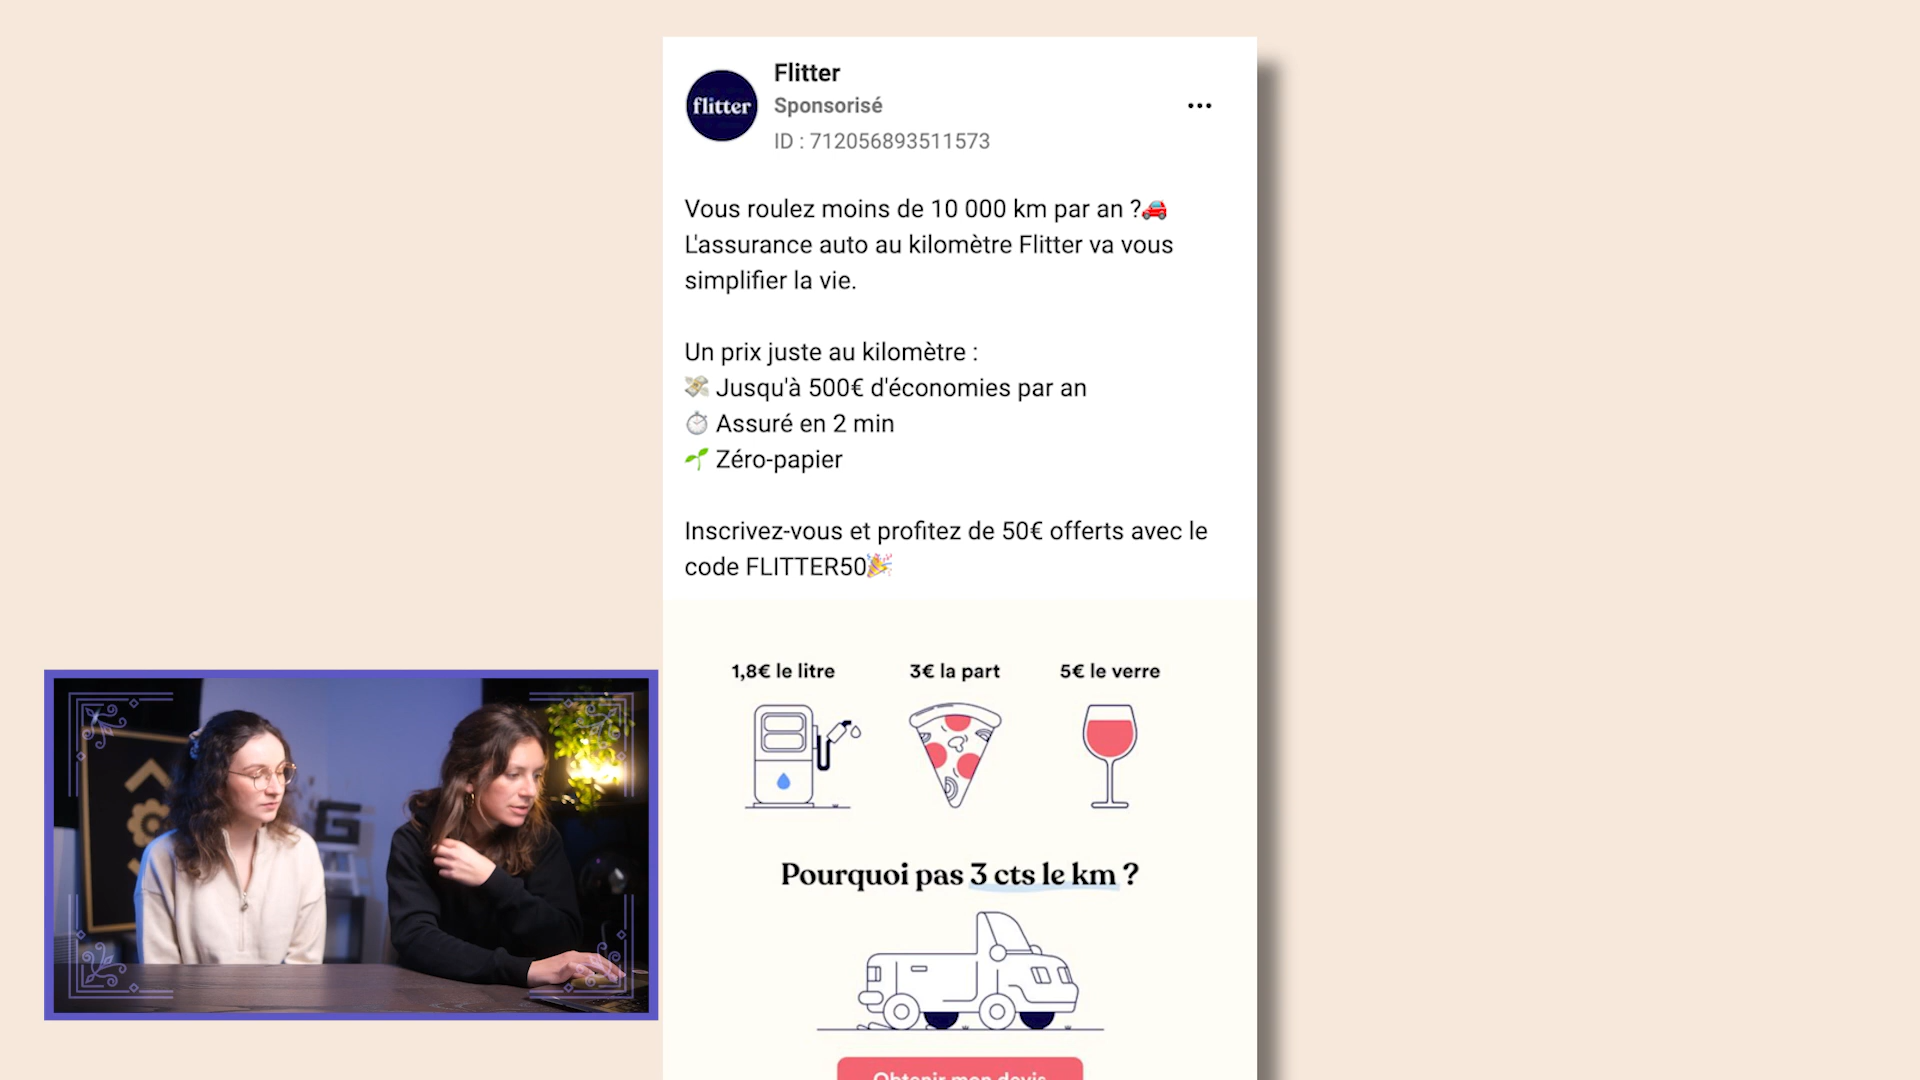 Flitter
flitter
Sponsorisé
ID : 712056893511573
Vous roulez moins de 10 000 km par an ?🚗
L'assurance auto au kilomètre Flitter va vous
simplifier la vie.
Un prix juste au kilomètre :
💸 Jusqu'à 500€ d'économies par an
⏱️ Assuré en 2 min
🌱 Zéro-papier
Inscrivez-vous et profitez de 50€ offerts avec le
code FLITTER50🎉
1,8€ le litre
3€ la part
5€ le verre
Pourquoi pas 3 cts le km ?
Obtenir mon devis